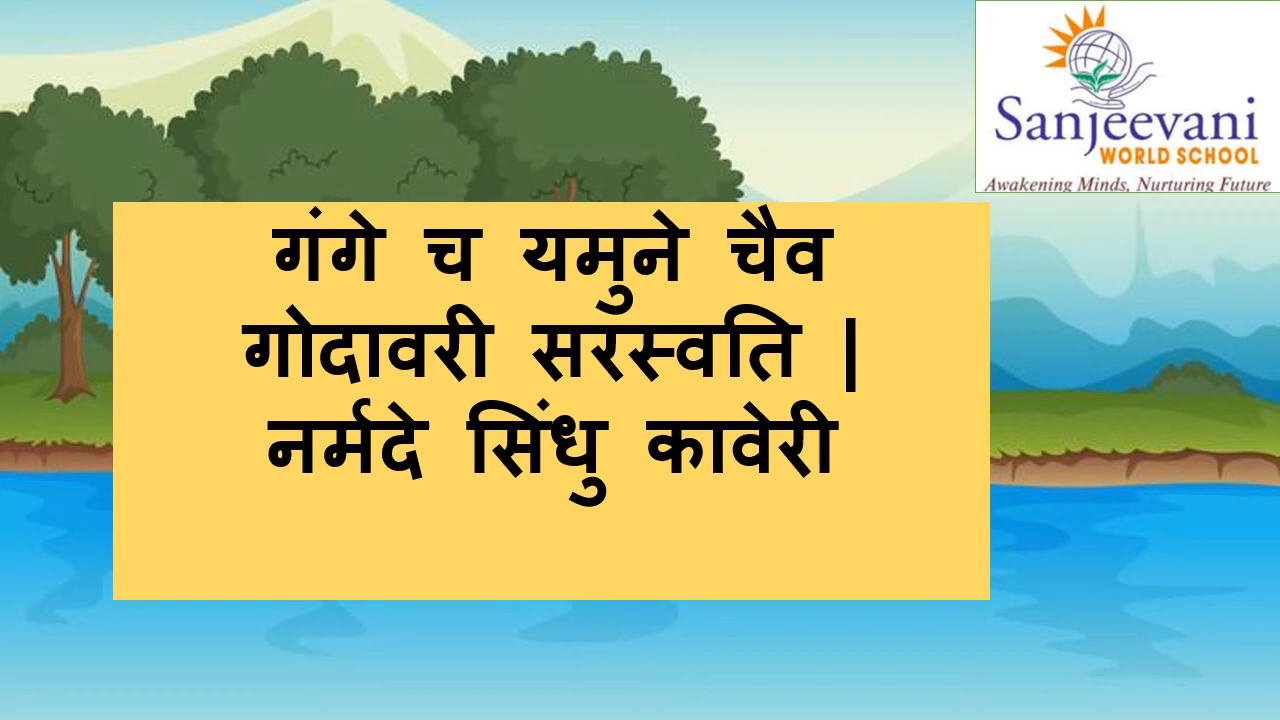 Sanjeevani
WORLD SCHOOL
Awakening Minds, Nurturing Future
गंगे च यमुने चैव
गोदावरी सरस्वति |
नर्मदे सिंधु कावेरी